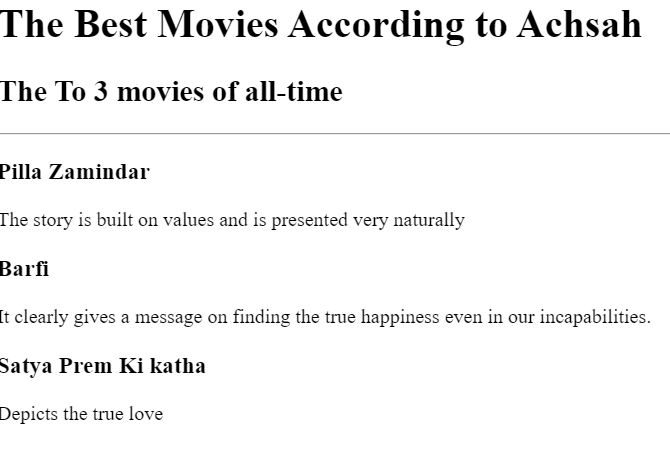 The Best Movies According to Achsah
The To 3 movies of all-time
Pilla Zamindar
The story is built on values and is presented very naturally
Barfi
It clearly gives a message on finding the true happiness even in our incapabilities.
Satya Prem Ki katha
Depicts the true love